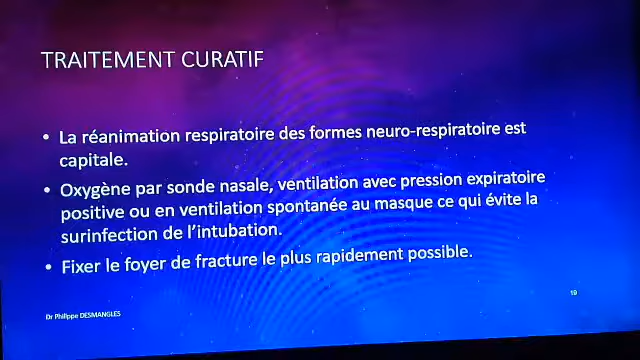 TRAITEMENT CURATIF
• La réanimation respiratoire des formes neuro-respiratoire est
capitale.
• Oxygène par sonde nasale, ventilation avec pression expiratoire
positive ou en ventilation spontanée au masque ce qui évite la
surinfection de l'intubation.
• Fixer le foyer de fracture le plus rapidement possible.
19
Dr Philippe DESMANGLES